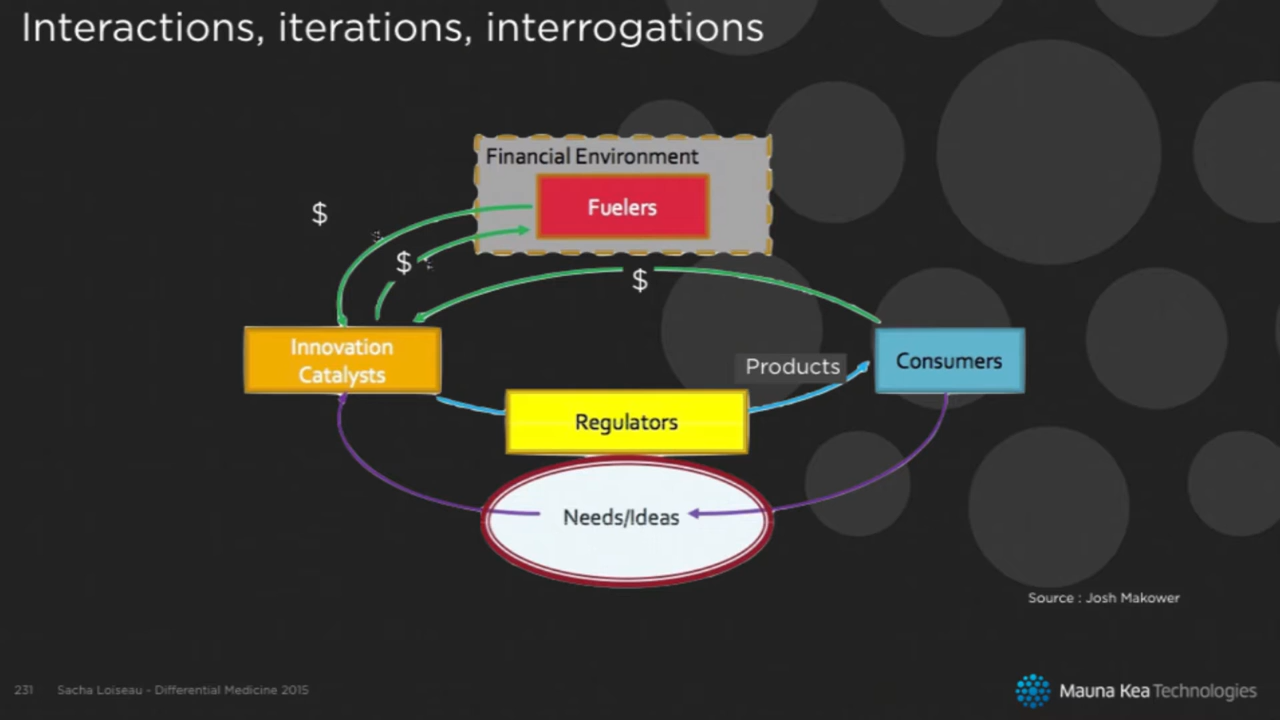 Interactions, iterations, interrogations
Financial Environment
Fuelers
$
$
$
Innovation
Catalysts
Products
Consumers
Regulators
Needs/Ideas
Source : Josh Makower
231 Sacha Loiseau - Differential Medicine 2015
Mauna Kea Technologies